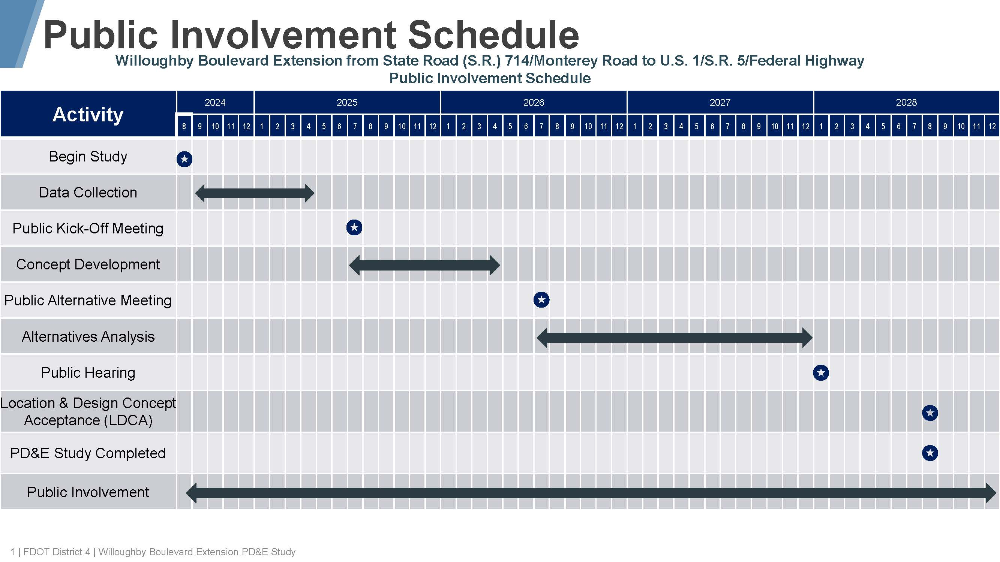 Public Involvement Schedule
Willoughby Boulevard Extension from State Road (S.R.) 714/Monterey Road to U.S. 1/S.R. 5/Federal Highway
Public Involvement Schedule
Activity
2024 2025 2026 2027 2028
8 9 10 11 12 1 2 3 4 5 6 7 8 9 10 11 12 1 2 3 4 5 6 7 8 9 10 11 12 1 2 3 4 5 6 7 8 9 10 11 12 1 2 3 4 5 6 7 8 9 10 11 12
Begin Study
Data Collection
Public Kick-Off Meeting
Concept Development
Public Alternative Meeting
Alternatives Analysis
Public Hearing
Location & Design Concept
Acceptance (LDCA)
PD&E Study Completed
Public Involvement
1 | FDOT District 4 | Willoughby Boulevard Extension PD&E Study